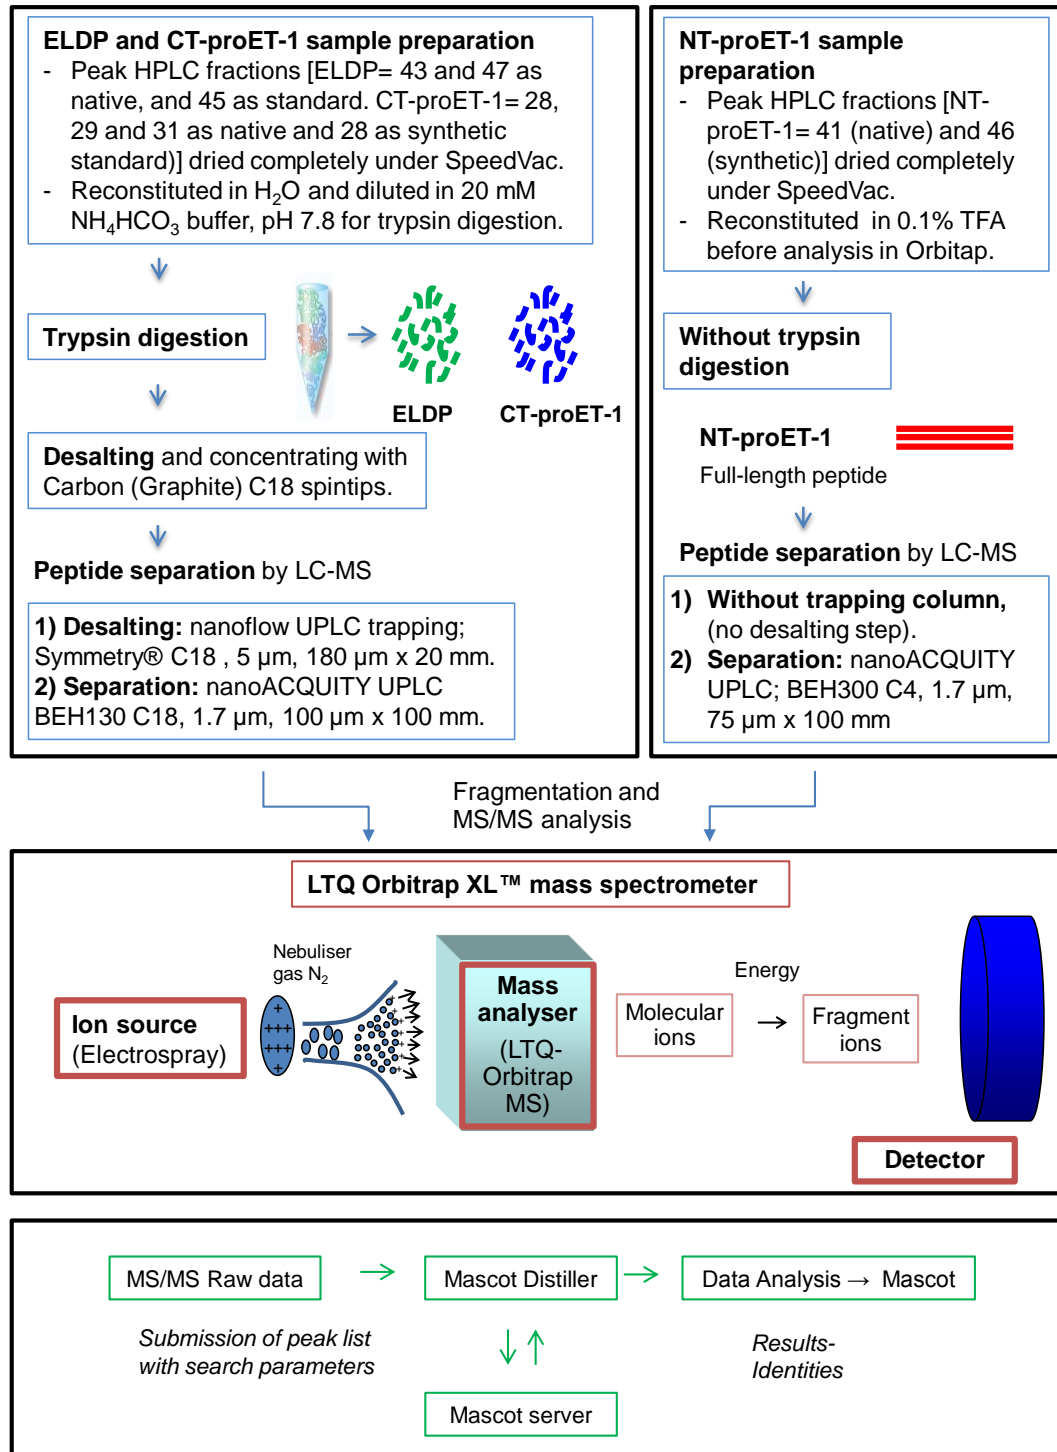 ELDP and CT-proET-1 sample preparation
- Peak HPLC fractions [ELDP= 43 and 47 as
native, and 45 as standard. CT-proET-1= 28,
29 and 31 as native and 28 as synthetic
standard)] dried completely under SpeedVac.
- Reconstituted in H₂O and diluted in 20 mM
NH₄HCO₃ buffer, pH 7.8 for trypsin digestion.
Trypsin digestion
ELDP
CT-proET-1
Desalting and concentrating with
Carbon (Graphite) C18 spintips.
Peptide separation by LC-MS
1) Desalting: nanoflow UPLC trapping;
Symmetry® C18 , 5 µm, 180 µm x 20 mm.
2) Separation: nanoACQUITY UPLC
BEH130 C18, 1.7 µm, 100 µm x 100 mm.
NT-proET-1 sample
preparation
- Peak HPLC fractions [NT-
proET-1= 41 (native) and 46
(synthetic)] dried completely
under SpeedVac.
- Reconstituted in 0.1% TFA
before analysis in Orbitap.
Without trypsin
digestion
NT-proET-1
Full-length peptide
Peptide separation by LC-MS
1) Without trapping column,
(no desalting step).
2) Separation: nanoACQUITY
UPLC; BEH300 C4, 1.7 µm,
75 µm x 100 mm
Fragmentation and
MS/MS analysis
LTQ Orbitrap XL™ mass spectrometer
Ion source
(Electrospray)
Nebuliser
gas N₂
+
+++
+++
+
Mass
analyser
(LTQ-
Orbitrap
MS)
Molecular
ions
Energy
→
Fragment
ions
Detector
MS/MS Raw data
Mascot Distiller
Data Analysis → Mascot
Submission of peak list
with search parameters
Results-
Identities
Mascot server